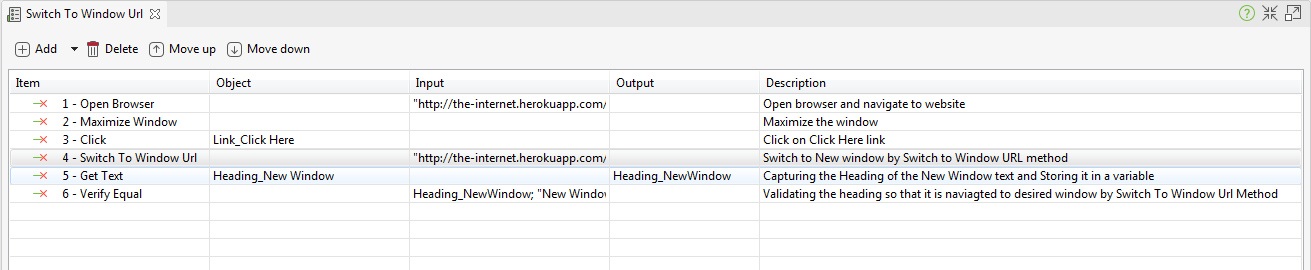 Switch To Window Url
Add Delete Move up Move down
Item Object Input Output Description
1 - Open Browser "http://the-internet.herokuapp.com/ Open browser and navigate to website
2 - Maximize Window Maximize the window
3 - Click Link_Click Here Click on Click Here link
4 - Switch To Window Url "http://the-internet.herokuapp.com/ Switch to New window by Switch to Window URL method
5 - Get Text Heading_New Window Heading_NewWindow Capturing the Heading of the New Window text and Storing it in a variable
6 - Verify Equal Heading_NewWindow; "New Window Validating the heading so that it is naviagted to desired window by Switch To Window Url Method